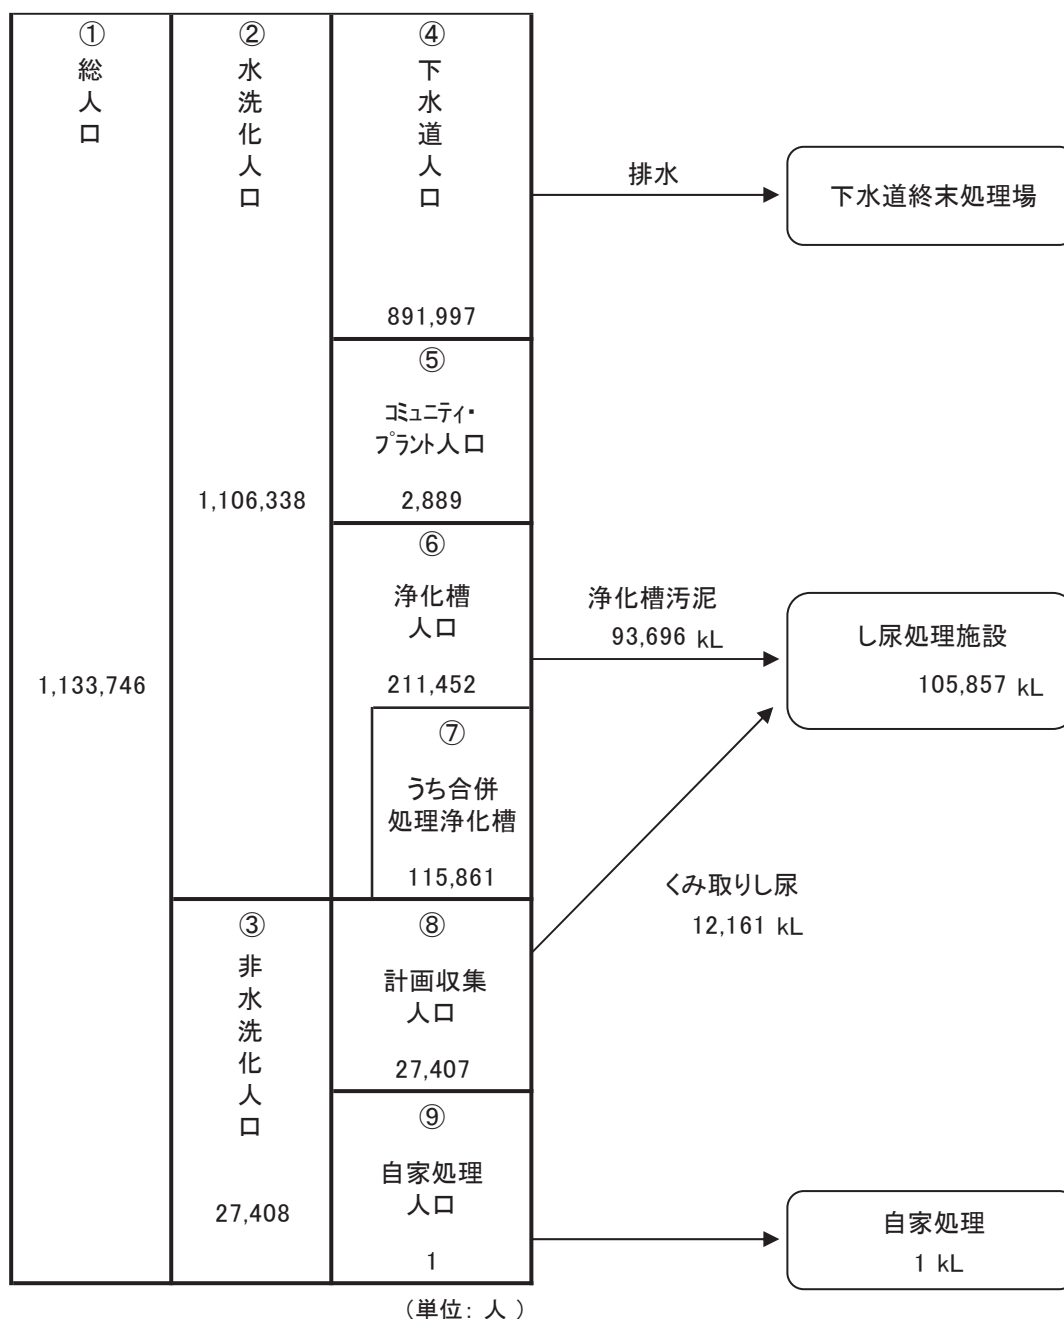 ①
総人口
1,133,746
②
水洗化人口
1,106,338
③
非水洗化人口
27,408
④
下水道人口
891,997
⑤
コミュニティ・
プラント人口
2,889
⑥
浄化槽
人口
211,452
⑦
うち合併
処理浄化槽
115,861
⑧
計画収集
人口
27,407
⑨
自家処理
人口
1
(単位: 人 )
排水
下水道終末処理場
浄化槽汚泥
93,696 kL
し尿処理施設
105,857 kL
くみ取りし尿
12,161 kL
自家処理
1 kL